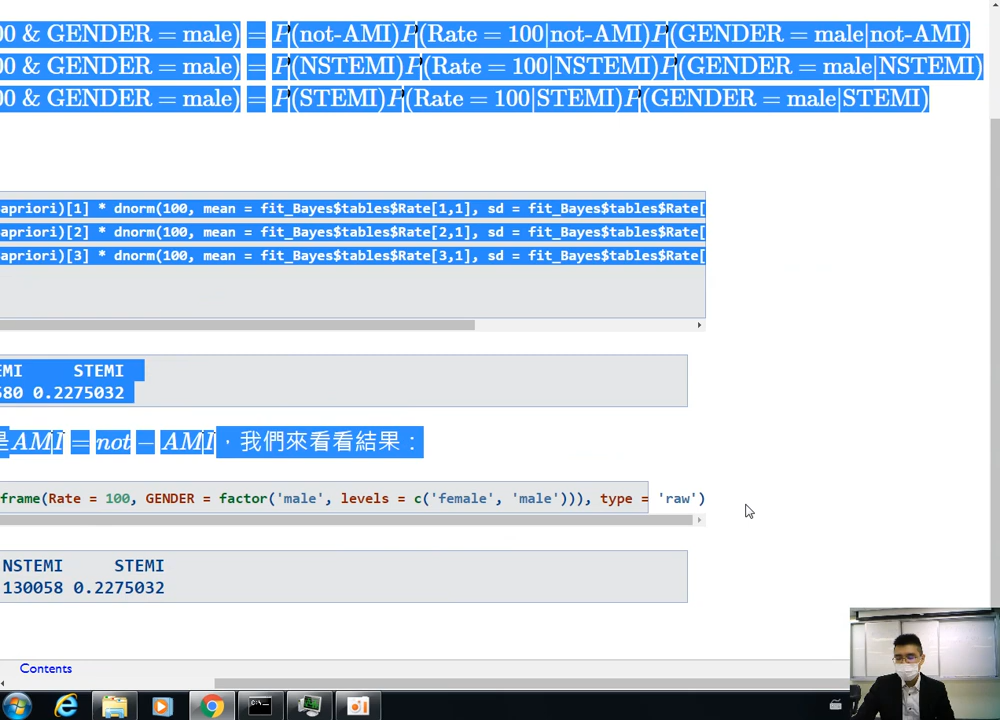 00 & GENDER = male) = P(not-AMI)P(Rate = 100|not-AMI)P(GENDER = male|not-AMI)
00 & GENDER = male) = P(NSTEMI)P(Rate = 100|NSTEMI)P(GENDER = male|NSTEMI)
00 & GENDER = male) = P(STEMI)P(Rate = 100|STEMI)P(GENDER = male|STEMI)
apriori)[1] * dnorm(100, mean = fit_Bayes$tables$Rate[1,1], sd = fit_Bayes$tables$Rate[
apriori)[2] * dnorm(100, mean = fit_Bayes$tables$Rate[2,1], sd = fit_Bayes$tables$Rate[
apriori)[3] * dnorm(100, mean = fit_Bayes$tables$Rate[3,1], sd = fit_Bayes$tables$Rate[
EMI STEMI
580 0.2275032
是AMI = not − AMI，我們來看看結果：
frame(Rate = 100, GENDER = factor('male', levels = c('female', 'male'))), type = 'raw')
NSTEMI STEMI
130058 0.2275032
Contents